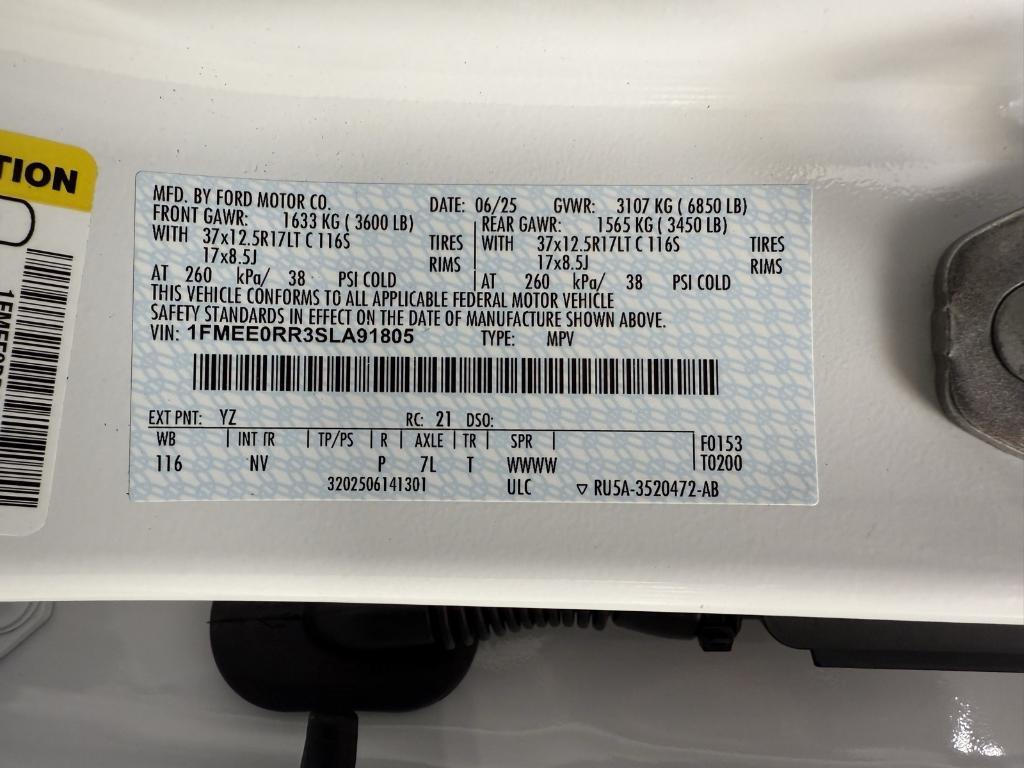 TION
MFD. BY FORD MOTOR CO. DATE: 06/25 GVWR: 3107 KG ( 6850 LB)
FRONT GAWR: 1633 KG ( 3600 LB) REAR GAWR: 1565 KG ( 3450 LB)
WITH 37x12.5R17LT C 116S TIRES WITH 37x12.5R17LT C 116S TIRES
17x8.5J RIMS 17x8.5J RIMS
AT 260 kPa/ 38 PSI COLD AT 260 kPa/ 38 PSI COLD
THIS VEHICLE CONFORMS TO ALL APPLICABLE FEDERAL MOTOR VEHICLE
SAFETY STANDARDS IN EFFECT ON THE DATE OF MANUFACTURE SHOWN ABOVE.
VIN: 1FMEE0RR3SLA91805 TYPE: MPV
EXT PNT: YZ RC: 21 DSO:
WB INT TR TP/PS R AXLE TR SPR F0153
116 NV P 7L T WWWW T0200
3202506141301 ULC ▽ RU5A-3520472-AB